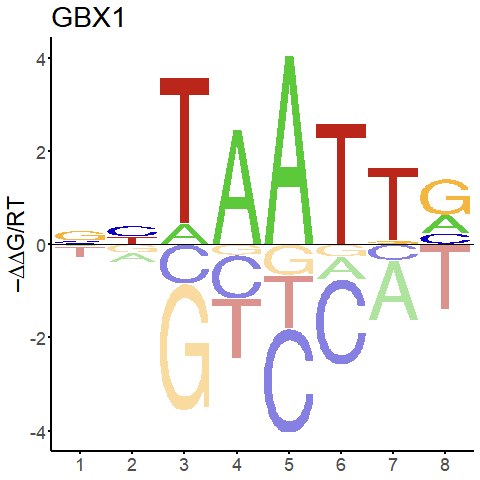 GBX1
−ΔΔG/RT
4
2
0
-2
-4
G
C T
T A C G
A A C T C
A G T C
T G A C
T C A
G A C T
1 2 3 4 5 6 7 8